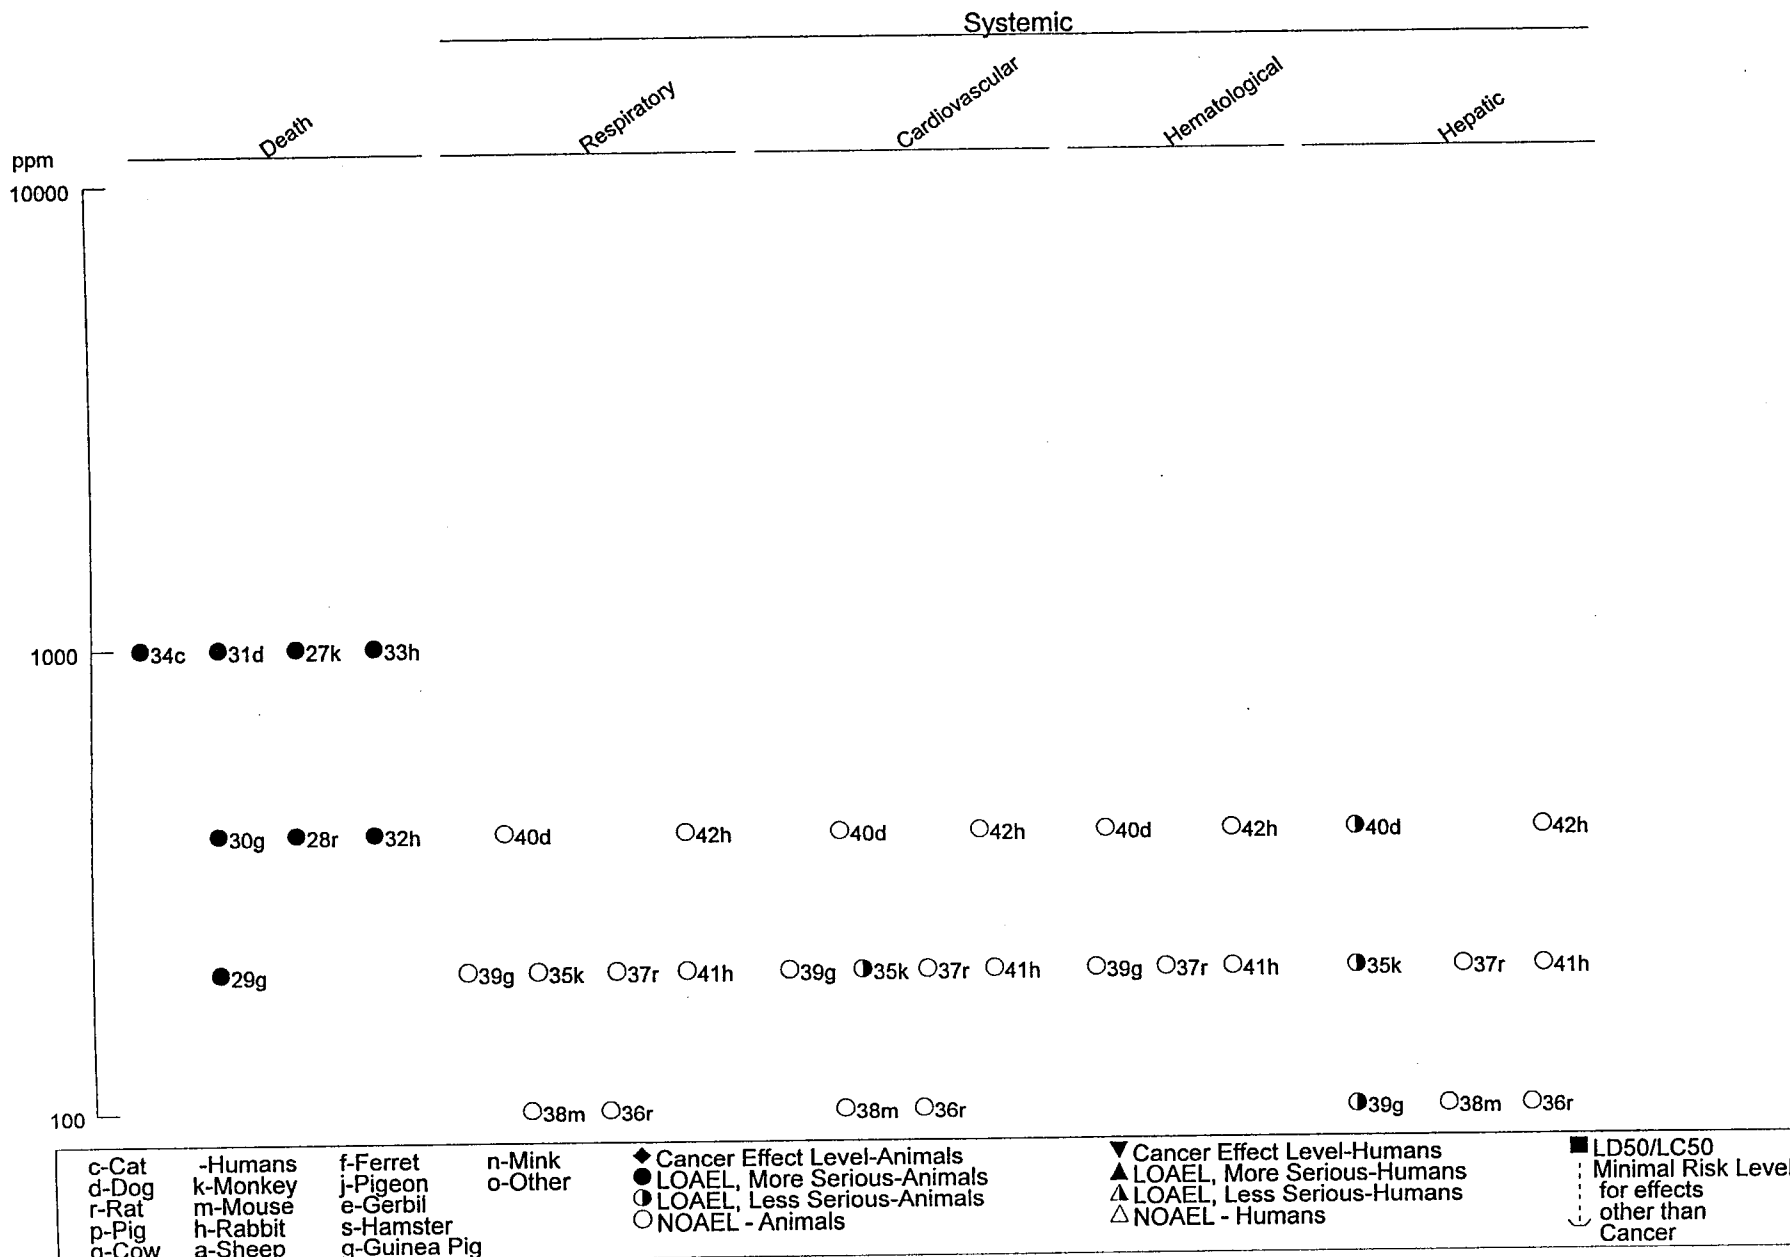 Systemic
Death Respiratory Cardiovascular Hematological Hepatic
ppm
10000
1000 34c 31d 27k 33h
30g 28r 32h 40d 42h 40d 42h 40d 42h 40d 42h
29g 39g 35k 37r 41h 39g 35k 37r 41h 39g 37r 41h 35k 37r 41h
100 38m 36r 38m 36r 39g 38m 36r
c-Cat -Humans f-Ferret n-Mink Cancer Effect Level-Animals Cancer Effect Level-Humans LD50/LC50
d-Dog k-Monkey j-Pigeon o-Other LOAEL, More Serious-Animals LOAEL, More Serious-Humans Minimal Risk Level
r-Rat m-Mouse e-Gerbil LOAEL, Less Serious-Animals LOAEL, Less Serious-Humans for effects
p-Pig h-Rabbit s-Hamster NOAEL - Animals NOAEL - Humans other than
q-Cow a-Sheep g-Guinea Pig Cancer